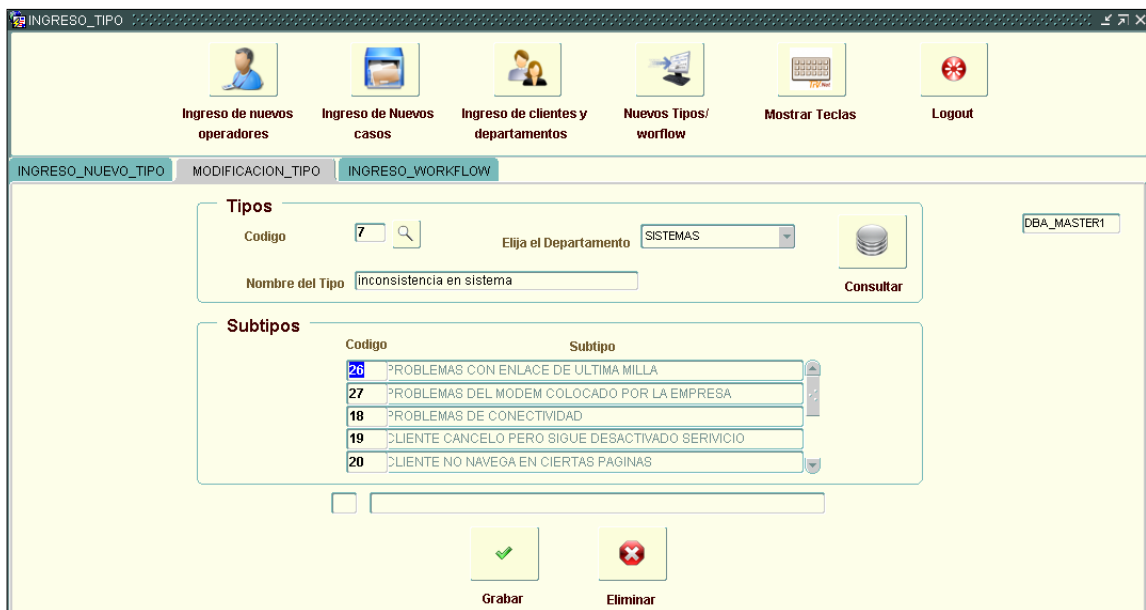 INGRESO_TIPO
Ingreso de nuevos operadores
Ingreso de Nuevos casos
Ingreso de clientes y departamentos
Nuevos Tipos/ worflow
Mostrar Teclas
Logout
INGRESO_NUEVO_TIPO MODIFICACION_TIPO INGRESO_WORKFLOW
Tipos
DBA_MASTER1
Codigo 7 Elija el Departamento SISTEMAS
Nombre del Tipo inconsistencia en sistema
Consultar
Subtipos
Codigo Subtipo
26 PROBLEMAS CON ENLACE DE ULTIMA MILLA
27 PROBLEMAS DEL MODEM COLOCADO POR LA EMPRESA
18 PROBLEMAS DE CONECTIVIDAD
19 CLIENTE CANCELO PERO SIGUE DESACTIVADO SERIVICIO
20 CLIENTE NO NAVEGA EN CIERTAS PAGINAS
Grabar Eliminar